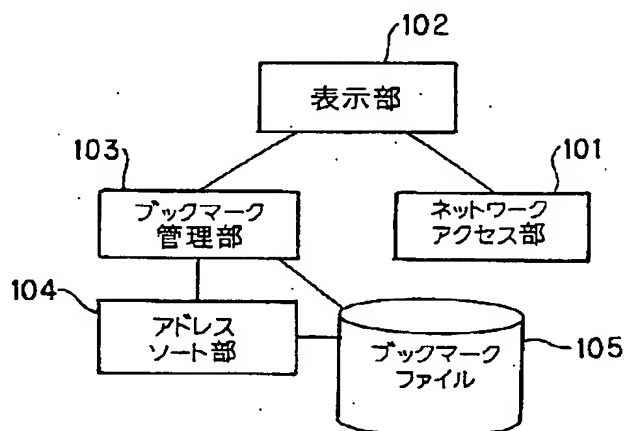 102
表示部
103
ブックマーク
管理部
101
ネットワーク
アクセス部
104
アドレス
ソート部
ブックマーク
ファイル
105